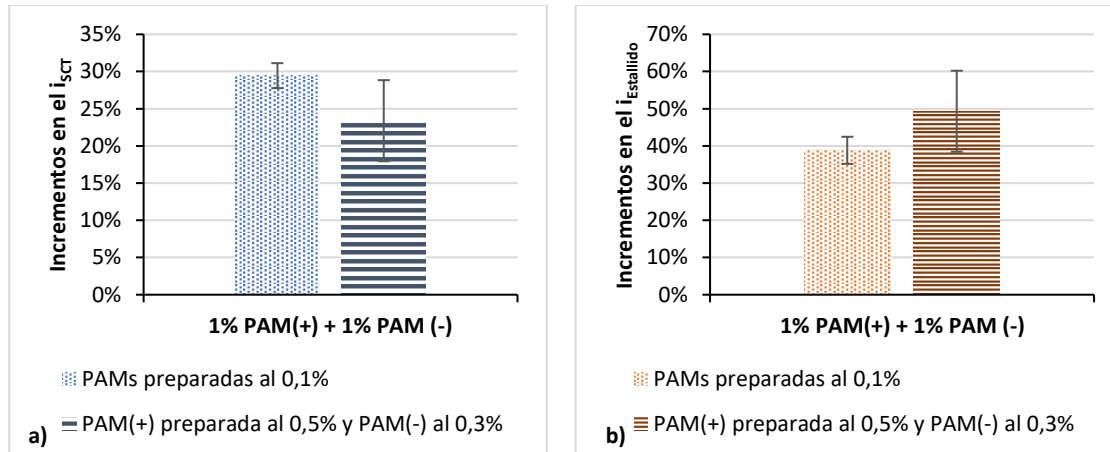 Incrementos en el iSCT
35%
30%
25%
20%
15%
10%
5%
0%
1% PAM(+) + 1% PAM (-)
PAMs preparadas al 0,1%
PAM(+) preparada al 0,5% y PAM(-) al 0,3%
a)
Incrementos en el iEstallido
70%
60%
50%
40%
30%
20%
10%
0%
1% PAM(+) + 1% PAM (-)
PAMs preparadas al 0,1%
PAM(+) preparada al 0,5% y PAM(-) al 0,3%
b)